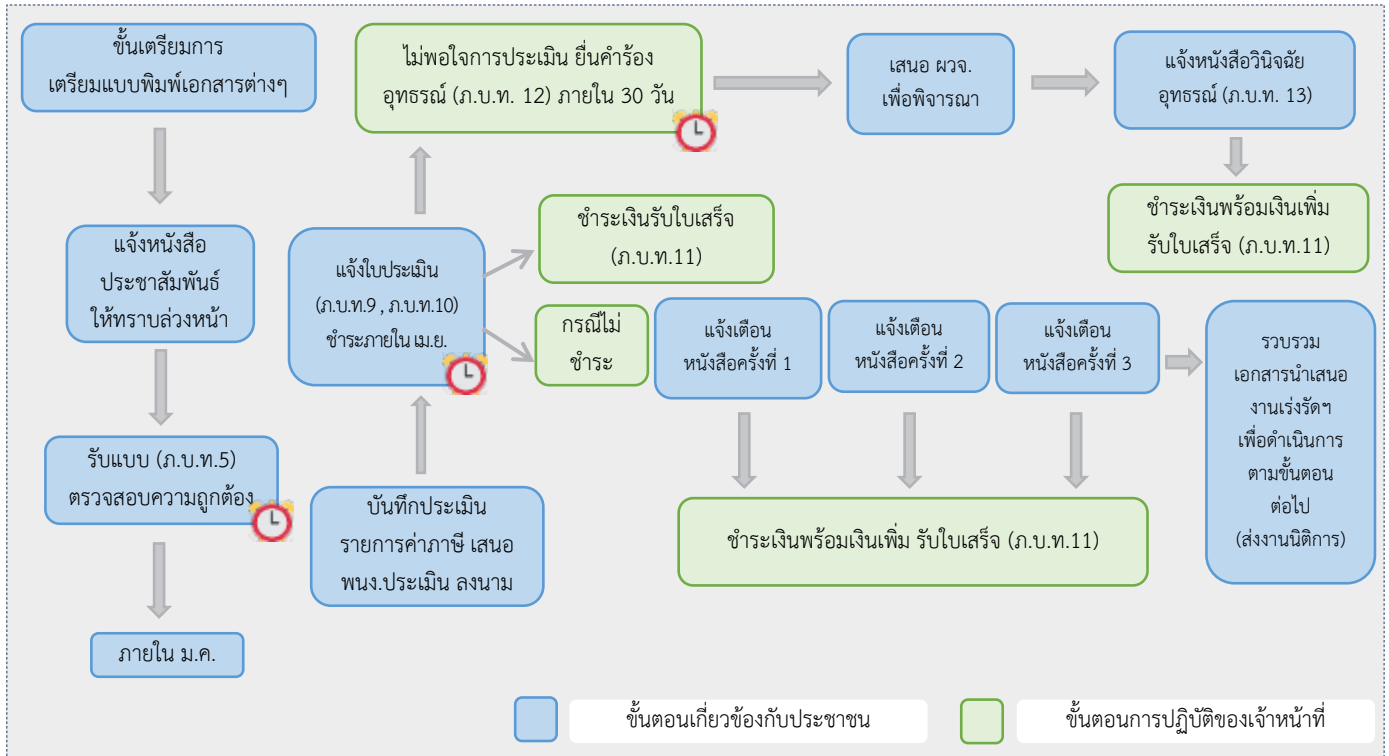 ขั้นเตรียมการ
เตรียมแบบพิมพ์เอกสารต่างๆ
แจ้งหนังสือ
ประชาสัมพันธ์
ให้ทราบล่วงหน้า
รับแบบ (ภ.บ.ท.5)
ตรวจสอบความถูกต้อง
ภายใน ม.ค.
บันทึกประเมิน
รายการค่าภาษี เสนอ
พนง.ประเมิน ลงนาม
แจ้งใบประเมิน
(ภ.บ.ท.9 , ภ.บ.ท.10)
ชำระภายใน เม.ย.
ไม่พอใจการประเมิน ยื่นคำร้อง
อุทธรณ์ (ภ.บ.ท. 12) ภายใน 30 วัน
เสนอ ผวจ.
เพื่อพิจารณา
แจ้งหนังสือวินิจฉัย
อุทธรณ์ (ภ.บ.ท. 13)
ชำระเงินพร้อมเงินเพิ่ม
รับใบเสร็จ (ภ.บ.ท.11)
ชำระเงินรับใบเสร็จ
(ภ.บ.ท.11)
กรณีไม่
ชำระ
แจ้งเตือน
หนังสือครั้งที่ 1
แจ้งเตือน
หนังสือครั้งที่ 2
แจ้งเตือน
หนังสือครั้งที่ 3
รวบรวม
เอกสารนำเสนอ
งานเร่งรัดฯ
เพื่อดำเนินการ
ตามขั้นตอน
ต่อไป
(ส่งงานนิติการ)
ชำระเงินพร้อมเงินเพิ่ม รับใบเสร็จ (ภ.บ.ท.11)
ขั้นตอนเกี่ยวข้องกับประชาชน
ขั้นตอนการปฏิบัติของเจ้าหน้าที่